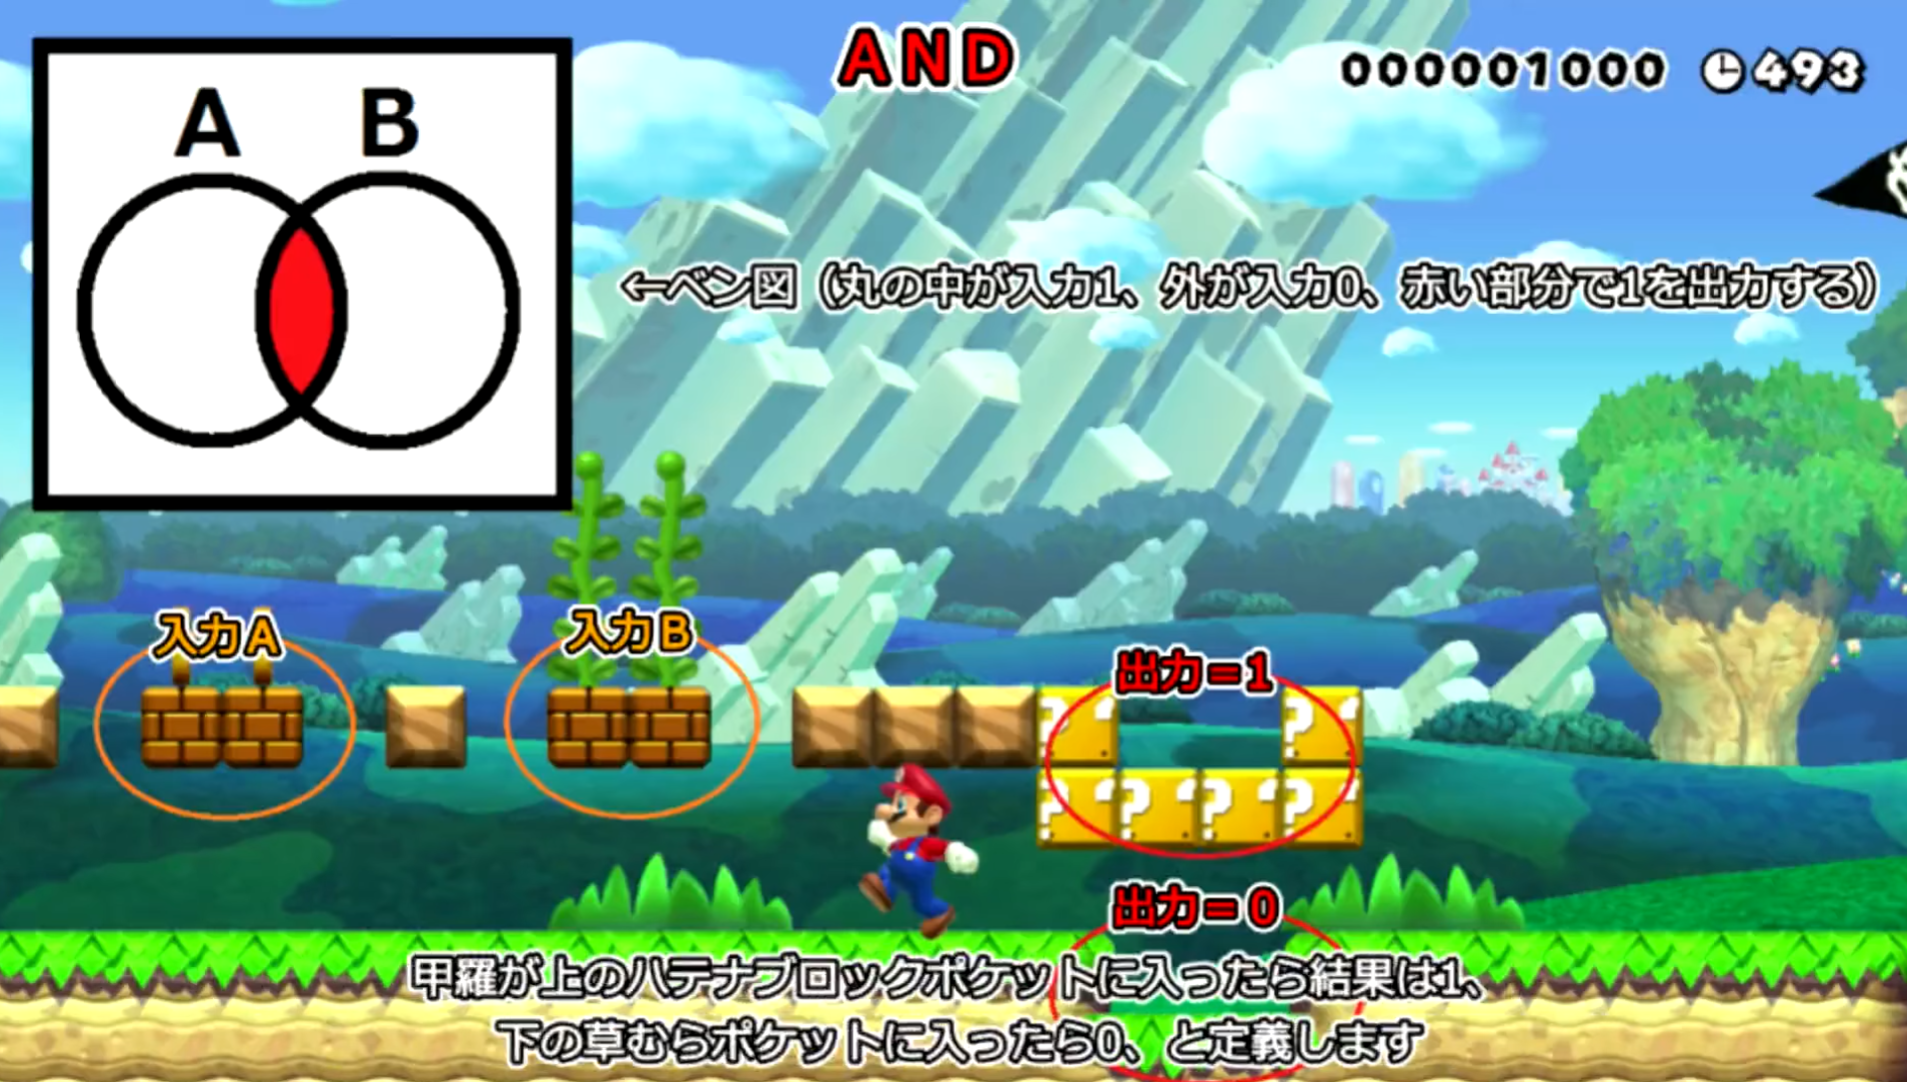 AND
000001000 493
A B
←ベン図（丸の中が入力1、外が入力0、赤い部分で1を出力する）
入力A
入力B
出力=1
出力=0
甲羅が上のハテナブロックポケットに入ったら結果は1、
下の草むらポケットに入ったら0、と定義します